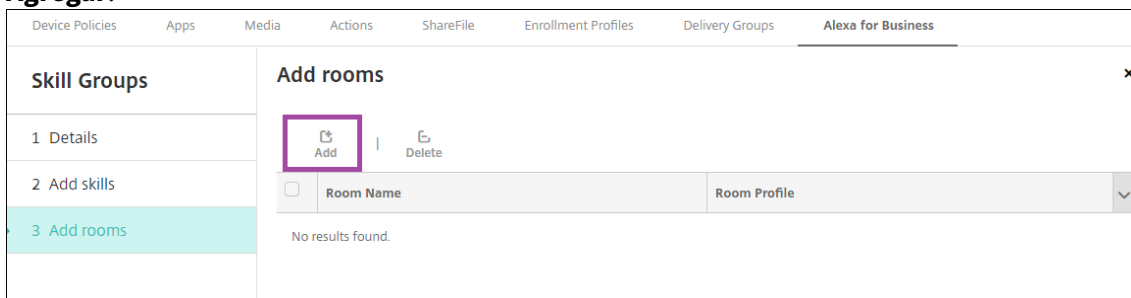 Agregar.
Device Policies Apps Media Actions ShareFile Enrollment Profiles Delivery Groups Alexa for Business
Skill Groups
Add rooms
1 Details
2 Add skills
3 Add rooms
Add | Delete
Room Name Room Profile
No results found.